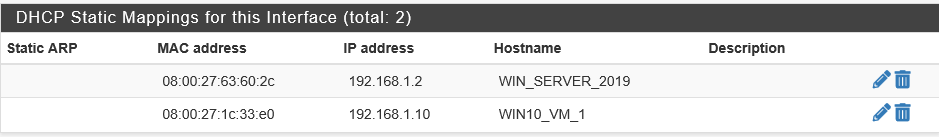 DHCP Static Mappings for this Interface (total: 2)
Static ARP MAC address IP address Hostname Description
08:00:27:63:60:2c 192.168.1.2 WIN_SERVER_2019
08:00:27:1c:33:e0 192.168.1.10 WIN10_VM_1